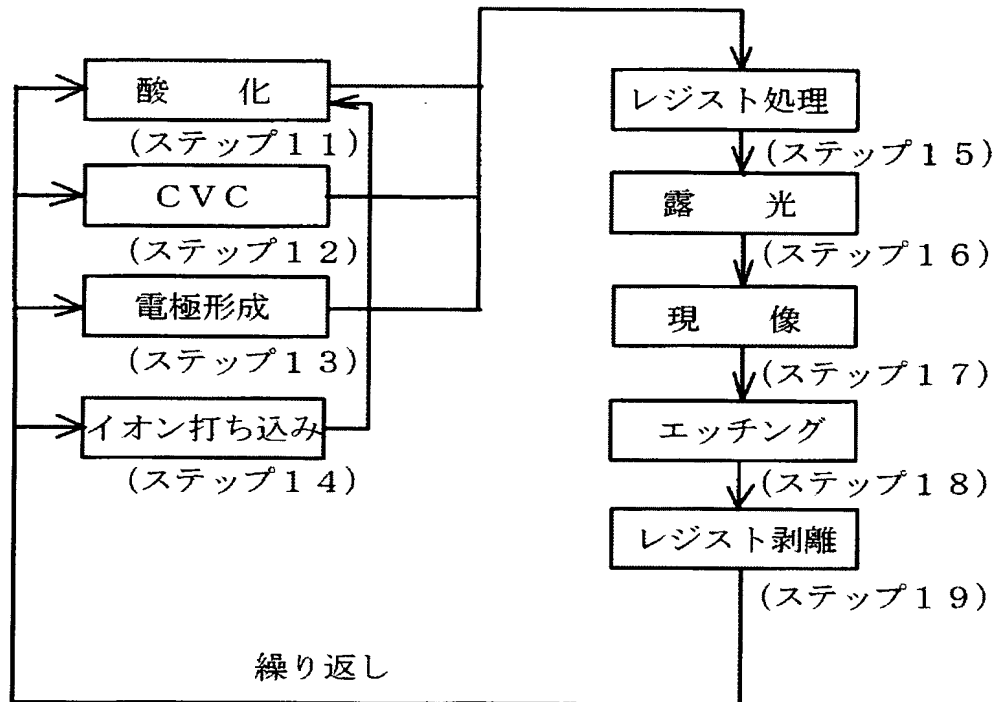 酸　化
(ステップ１１)
ＣＶＣ
(ステップ１２)
電極形成
(ステップ１３)
イオン打ち込み
(ステップ１４)
レジスト処理
(ステップ１５)
露　光
(ステップ１６)
現　像
(ステップ１７)
エッチング
(ステップ１８)
レジスト剥離
(ステップ１９)
繰り返し